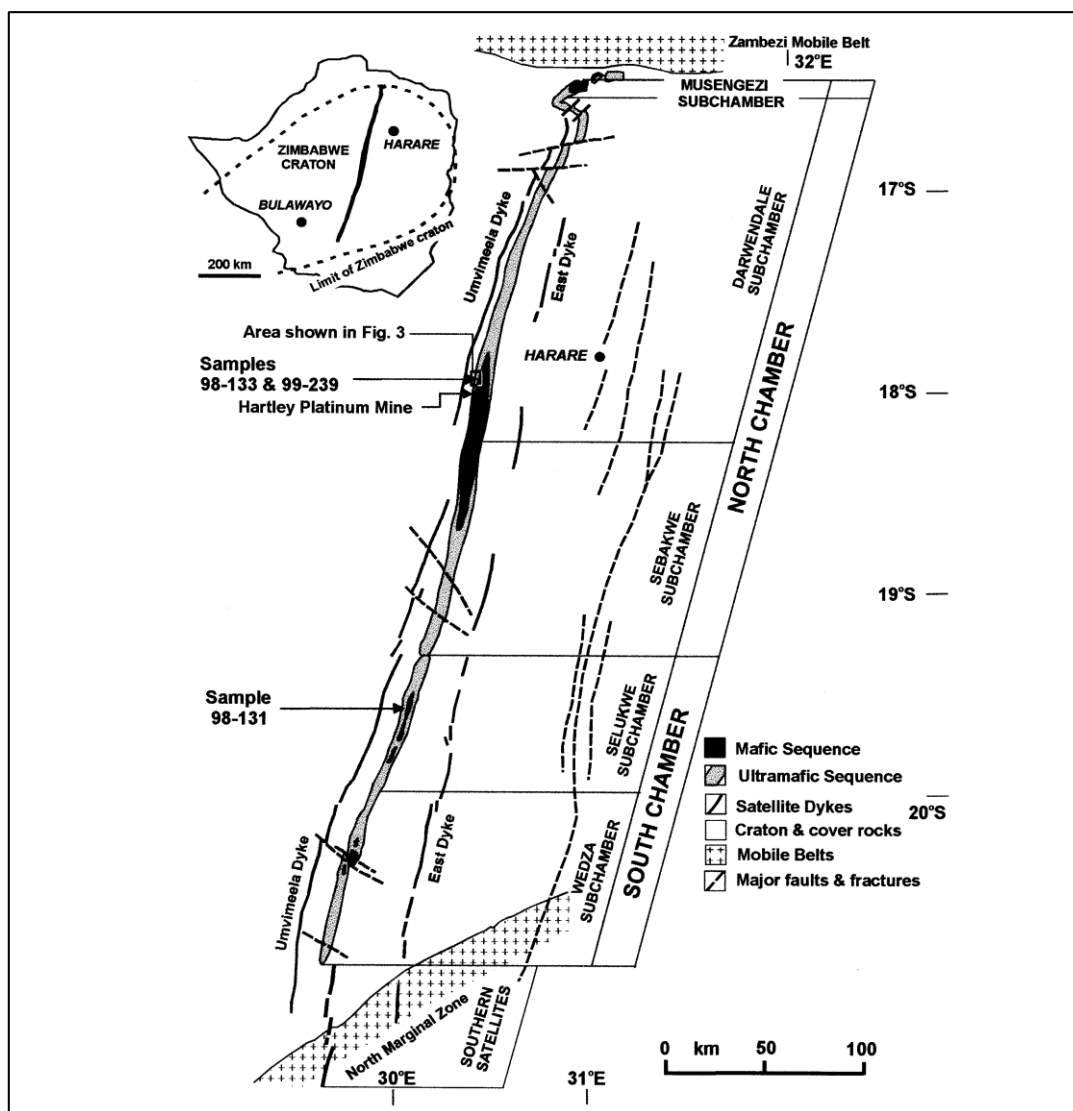 Zambezi Mobile Belt
32°E
MUSENGEZI
SUBCHAMBER
ZIMBABWE
CRATON
HARARE
BULAWAYO
200 km
Limit of Zimbabwe craton
17°S
Umvimeela Dyke
East Dyke
DARWENDALE
SUBCHAMBER
Area shown in Fig. 3
HARARE
Samples
98-133 & 99-239
Hartley Platinum Mine
18°S
NORTH CHAMBER
SEBAKWE
SUBCHAMBER
19°S
Sample
98-131
SELUKWE
SUBCHAMBER
SOUTH CHAMBER
Mafic Sequence
Ultramafic Sequence
Satellite Dykes
20°S
Craton & cover rocks
Mobile Belts
Major faults & fractures
Umvimeela Dyke
East Dyke
WEDZA
SUBCHAMBER
North Marginal Zone
SOUTHERN
SATELLITES
0 km 50 100
30°E
31°E